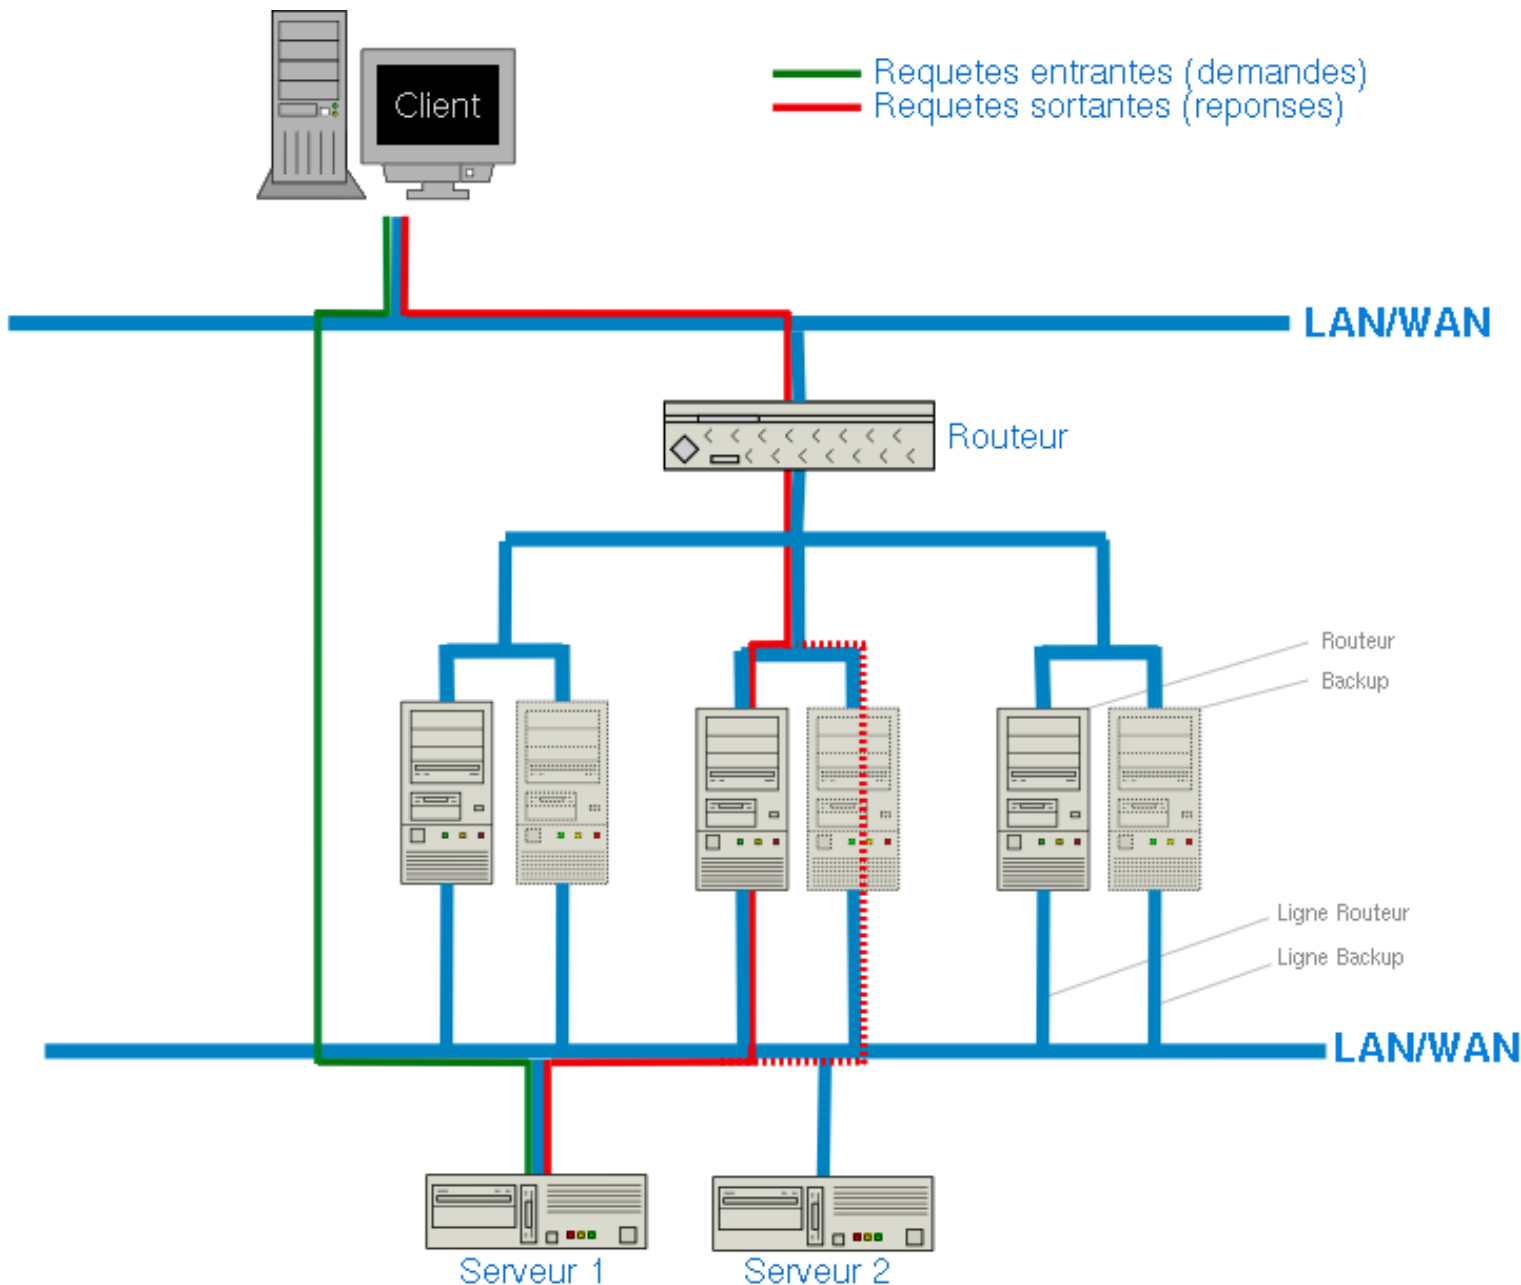 Client
Requetes entrantes (demandes)
Requetes sortantes (reponses)
LAN/WAN
Routeur
Routeur
Backup
Ligne Routeur
Ligne Backup
LAN/WAN
Serveur 1
Serveur 2